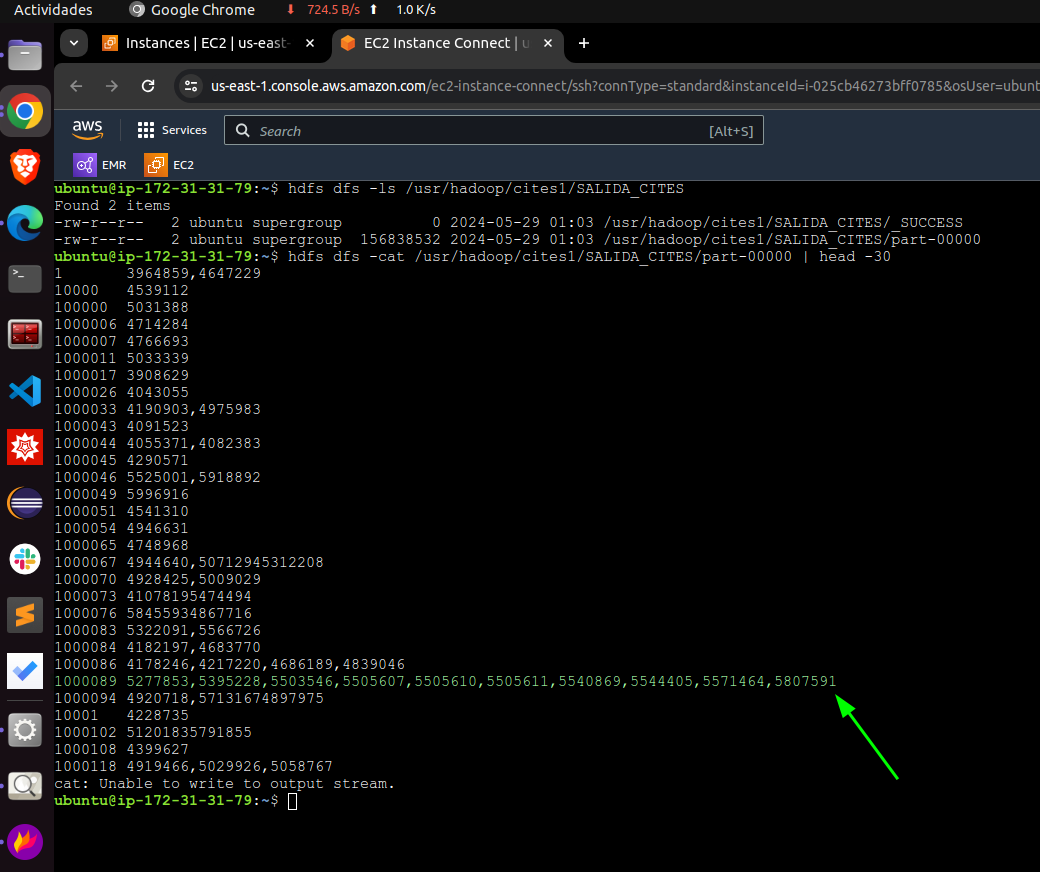 Actividades Google Chrome 724.5 B/s 1.0 K/s
Instances | EC2 | us-east- EC2 Instance Connect | u
us-east-1.console.aws.amazon.com/ec2-instance-connect/ssh?connType=standard&instanceId=i-025cb46273bff0785&osUser=ubunt
aws Services Search [Alt+S]
EMR EC2
ubuntu@ip-172-31-31-79:~$ hdfs dfs -ls /usr/hadoop/cites1/SALIDA_CITES
Found 2 items
-rw-r--r-- 2 ubuntu supergroup 0 2024-05-29 01:03 /usr/hadoop/cites1/SALIDA_CITES/_SUCCESS
-rw-r--r-- 2 ubuntu supergroup 156838532 2024-05-29 01:03 /usr/hadoop/cites1/SALIDA_CITES/part-00000
ubuntu@ip-172-31-31-79:~$ hdfs dfs -cat /usr/hadoop/cites1/SALIDA_CITES/part-00000 | head -30
1 3964859,4647229
10000 4539112
100000 5031388
1000006 4714284
1000007 4766693
1000011 5033339
1000017 3908629
1000026 4043055
1000033 4190903,4975983
1000043 4091523
1000044 4055371,4082383
1000045 4290571
1000046 5525001,5918892
1000049 5996916
1000051 4541310
1000054 4946631
1000065 4748968
1000067 4944640,50712945312208
1000070 4928425,5009029
1000073 41078195474494
1000076 58455934867716
1000083 5322091,5566726
1000084 4182197,4683770
1000086 4178246,4217220,4686189,4839046
1000089 5277853,5395228,5503546,5505607,5505610,5505611,5540869,5544405,5571464,5807591
1000094 4920718,57131674897975
10001 4228735
1000102 51201835791855
1000108 4399627
1000118 4919466,5029926,5058767
cat: Unable to write to output stream.
ubuntu@ip-172-31-31-79:~$